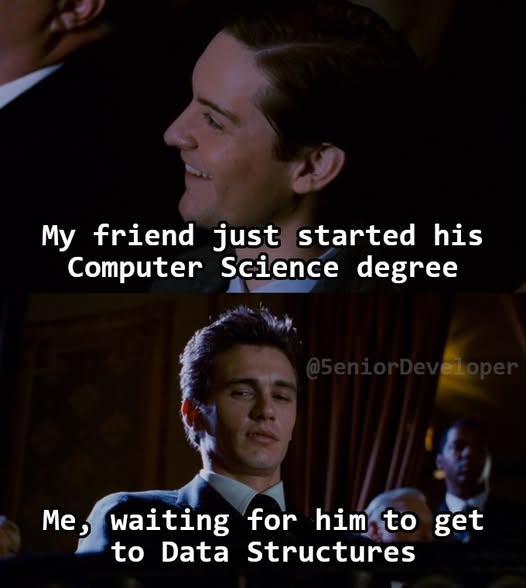 My friend just started his
Computer Science degree
@5eniorDeveloper
Me, waiting for him to get
to Data Structures